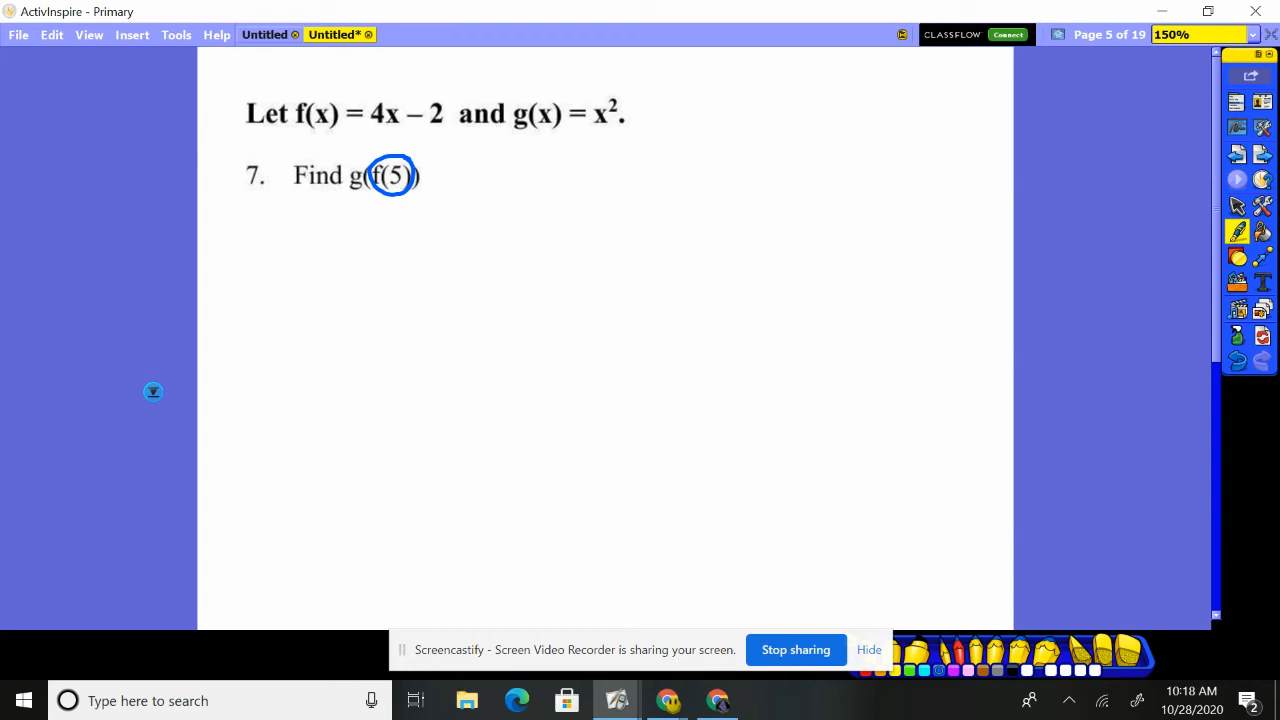 ActivInspire - Primary
File Edit View Insert Tools Help Untitled Untitled* CLASSFLOW Connect Page 5 of 19 150%
Let f(x) = 4x – 2 and g(x) = x².
7. Find g(f(5))
Screencastify - Screen Video Recorder is sharing your screen. Stop sharing Hide
Type here to search
10:18 AM
10/28/2020
2